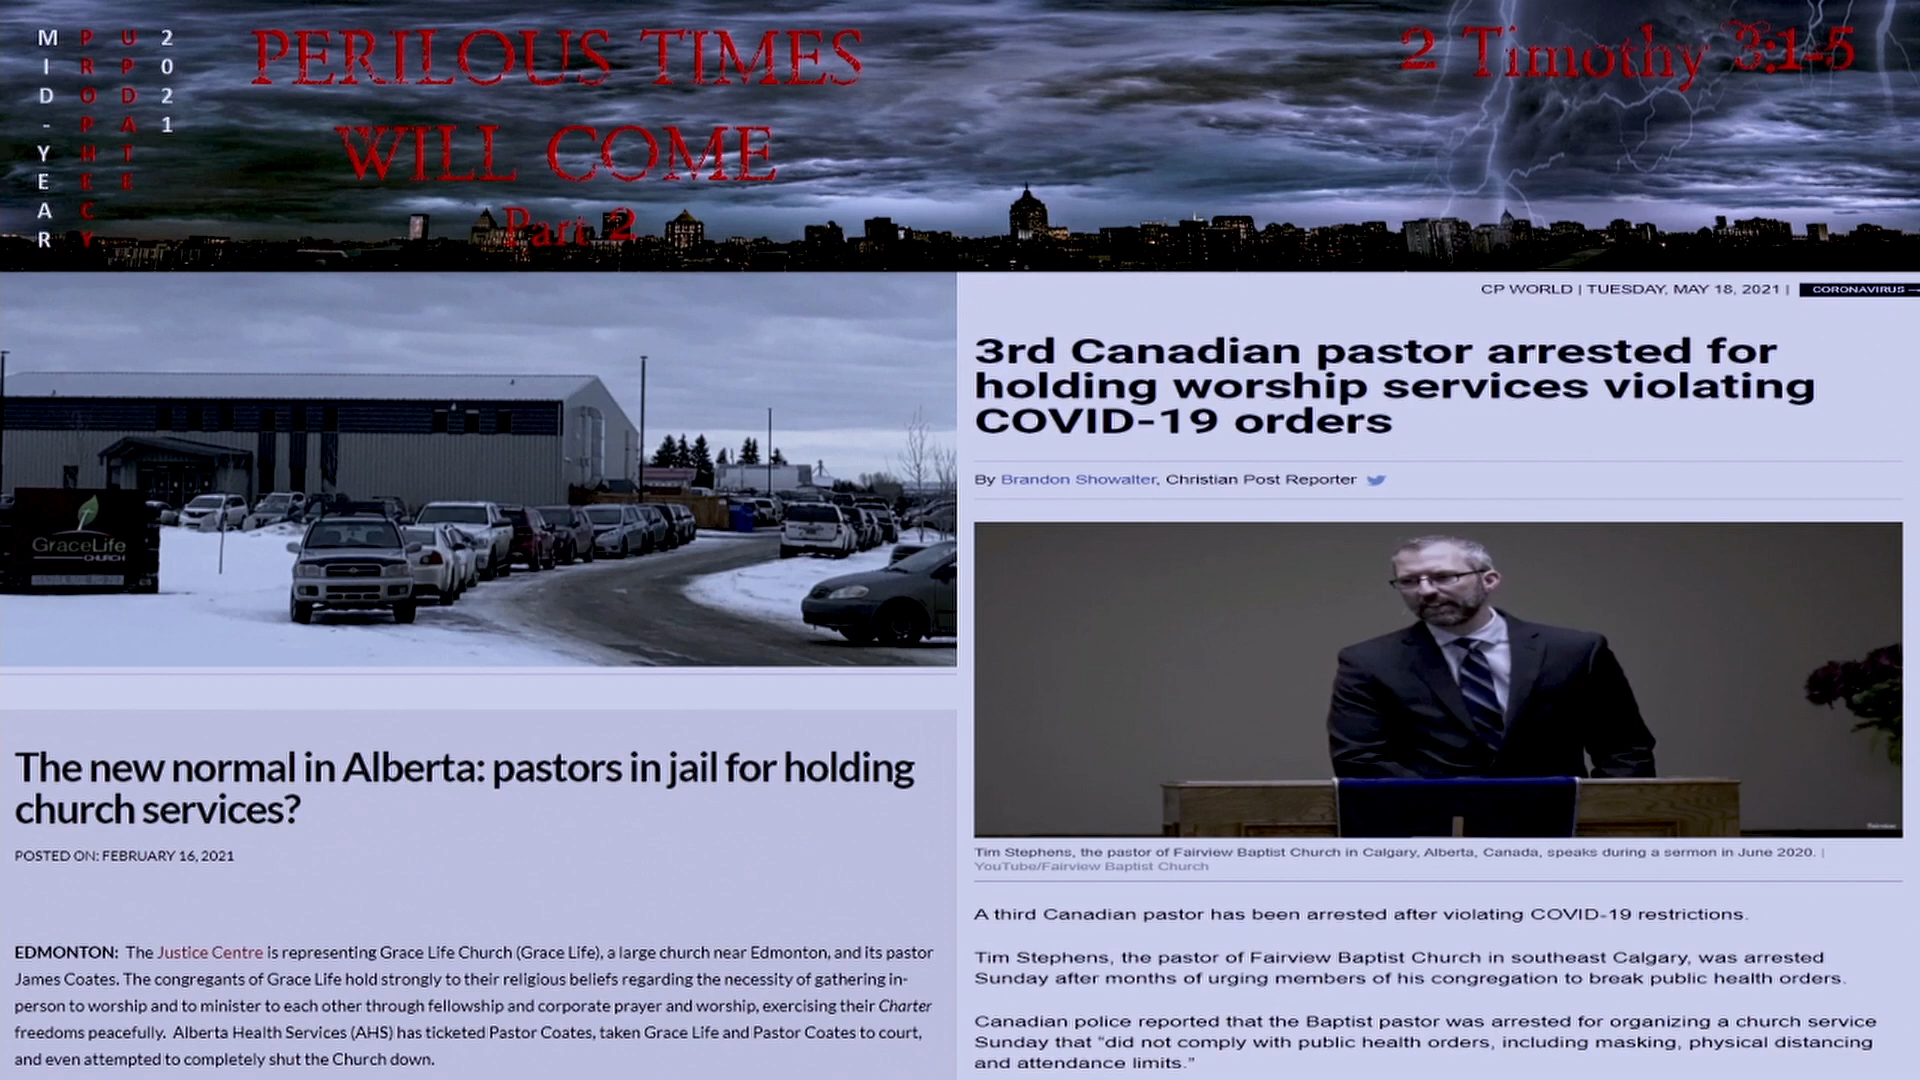 MID-YEAR
PROPHECY
UPDATE
2021
PERILOUS TIMES
WILL COME
Part 2
2 Timothy 3:1-5
GraceLife
CHURCH
The new normal in Alberta: pastors in jail for holding
church services?
POSTED ON: FEBRUARY 16, 2021
EDMONTON: The Justice Centre is representing Grace Life Church (Grace Life), a large church near Edmonton, and its pastor
James Coates. The congregants of Grace Life hold strongly to their religious beliefs regarding the necessity of gathering in-
person to worship and to minister to each other through fellowship and corporate prayer and worship, exercising their Charter
freedoms peacefully. Alberta Health Services (AHS) has ticketed Pastor Coates, taken Grace Life and Pastor Coates to court,
and even attempted to completely shut the Church down.
CP WORLD | TUESDAY, MAY 18, 2021 | CORONAVIRUS →
3rd Canadian pastor arrested for
holding worship services violating
COVID-19 orders
By Brandon Showalter, Christian Post Reporter
Tim Stephens, the pastor of Fairview Baptist Church in Calgary, Alberta, Canada, speaks during a sermon in June 2020. |
YouTube/Fairview Baptist Church
A third Canadian pastor has been arrested after violating COVID-19 restrictions.
Tim Stephens, the pastor of Fairview Baptist Church in southeast Calgary, was arrested
Sunday after months of urging members of his congregation to break public health orders.
Canadian police reported that the Baptist pastor was arrested for organizing a church service
Sunday that “did not comply with public health orders, including masking, physical distancing
and attendance limits.”